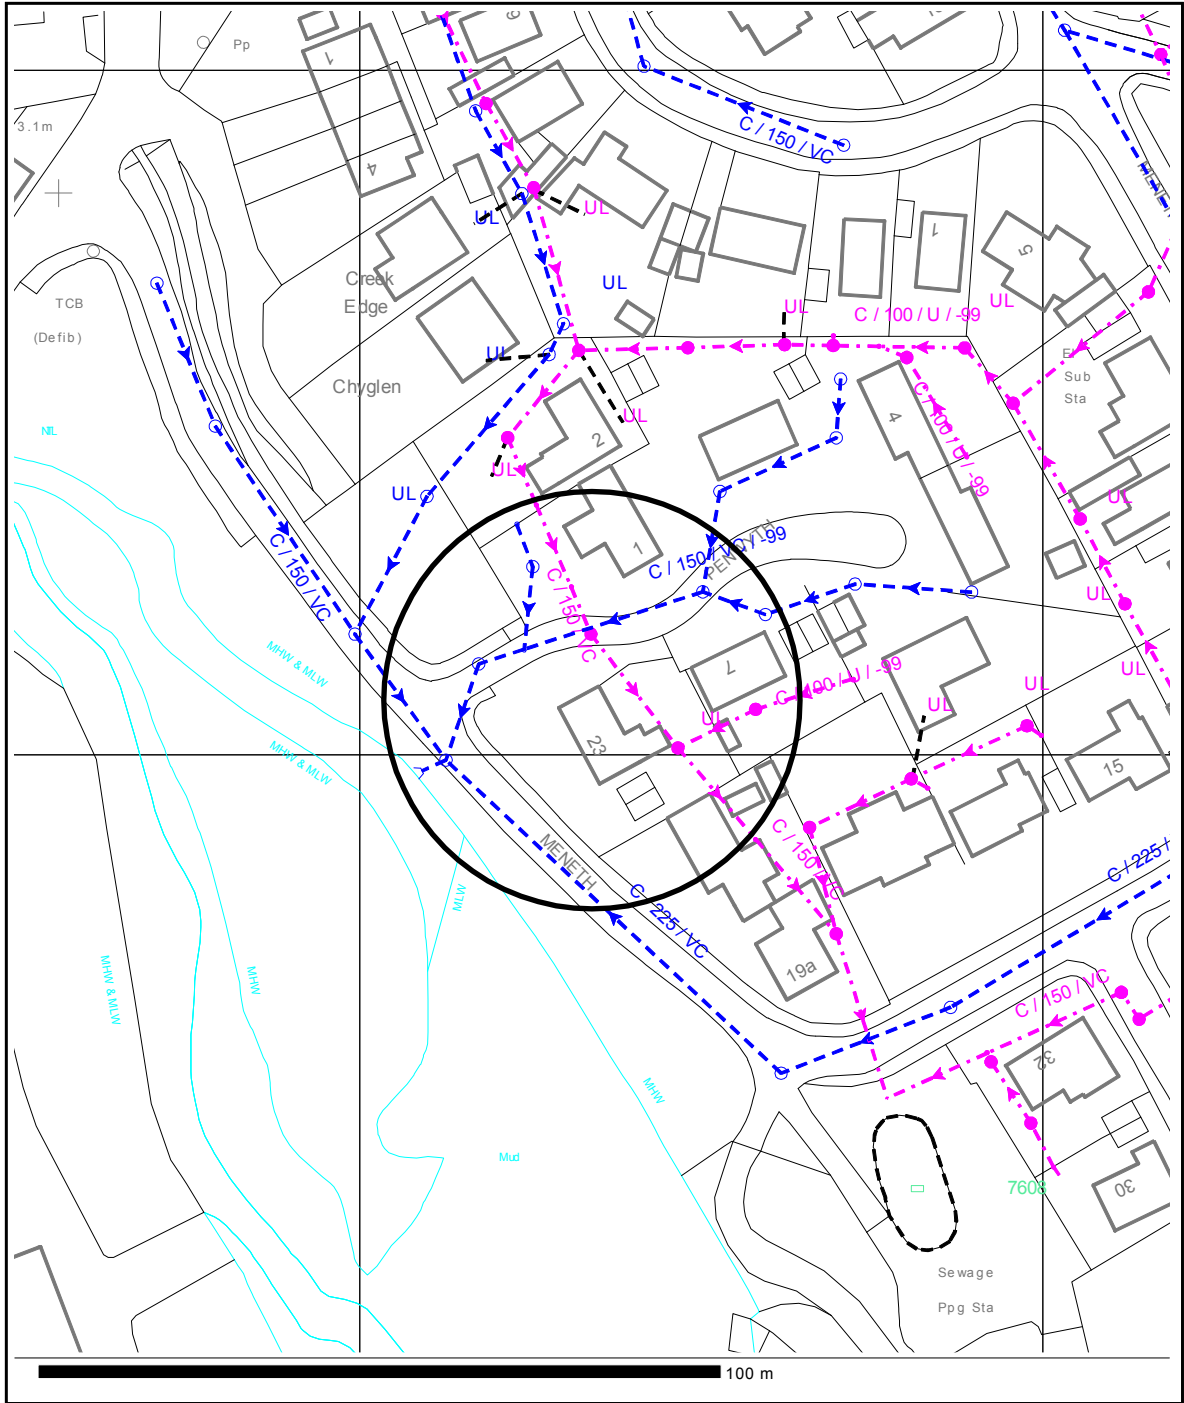 Pp
C / 150 / VC
3.1m
4
UL
UL
1
5
UL
TCB
(Defib)
Creek
Edge
UL
UL
C / 100 / U / -99
UL
Sub
Sta
Chyglen
C / 100 / U / -99
4
UL
2
NIL
UL
UL
UL
C / 150 / VC
C / 150 / VC / -99
1
C / 150 / VC
UL
MHW & MLW
7
C / 100 / U / -99
UL
UL
UL
UL
23
MHW & MLW
15
MENETH
C / 150 / VC
C / 225 /
MLW
C 225 / VC
19a
MHW & MLW
MHW
C / 150 / VC
32
MHW
Mud
7608
30
Sewage
Ppg Sta
100 m